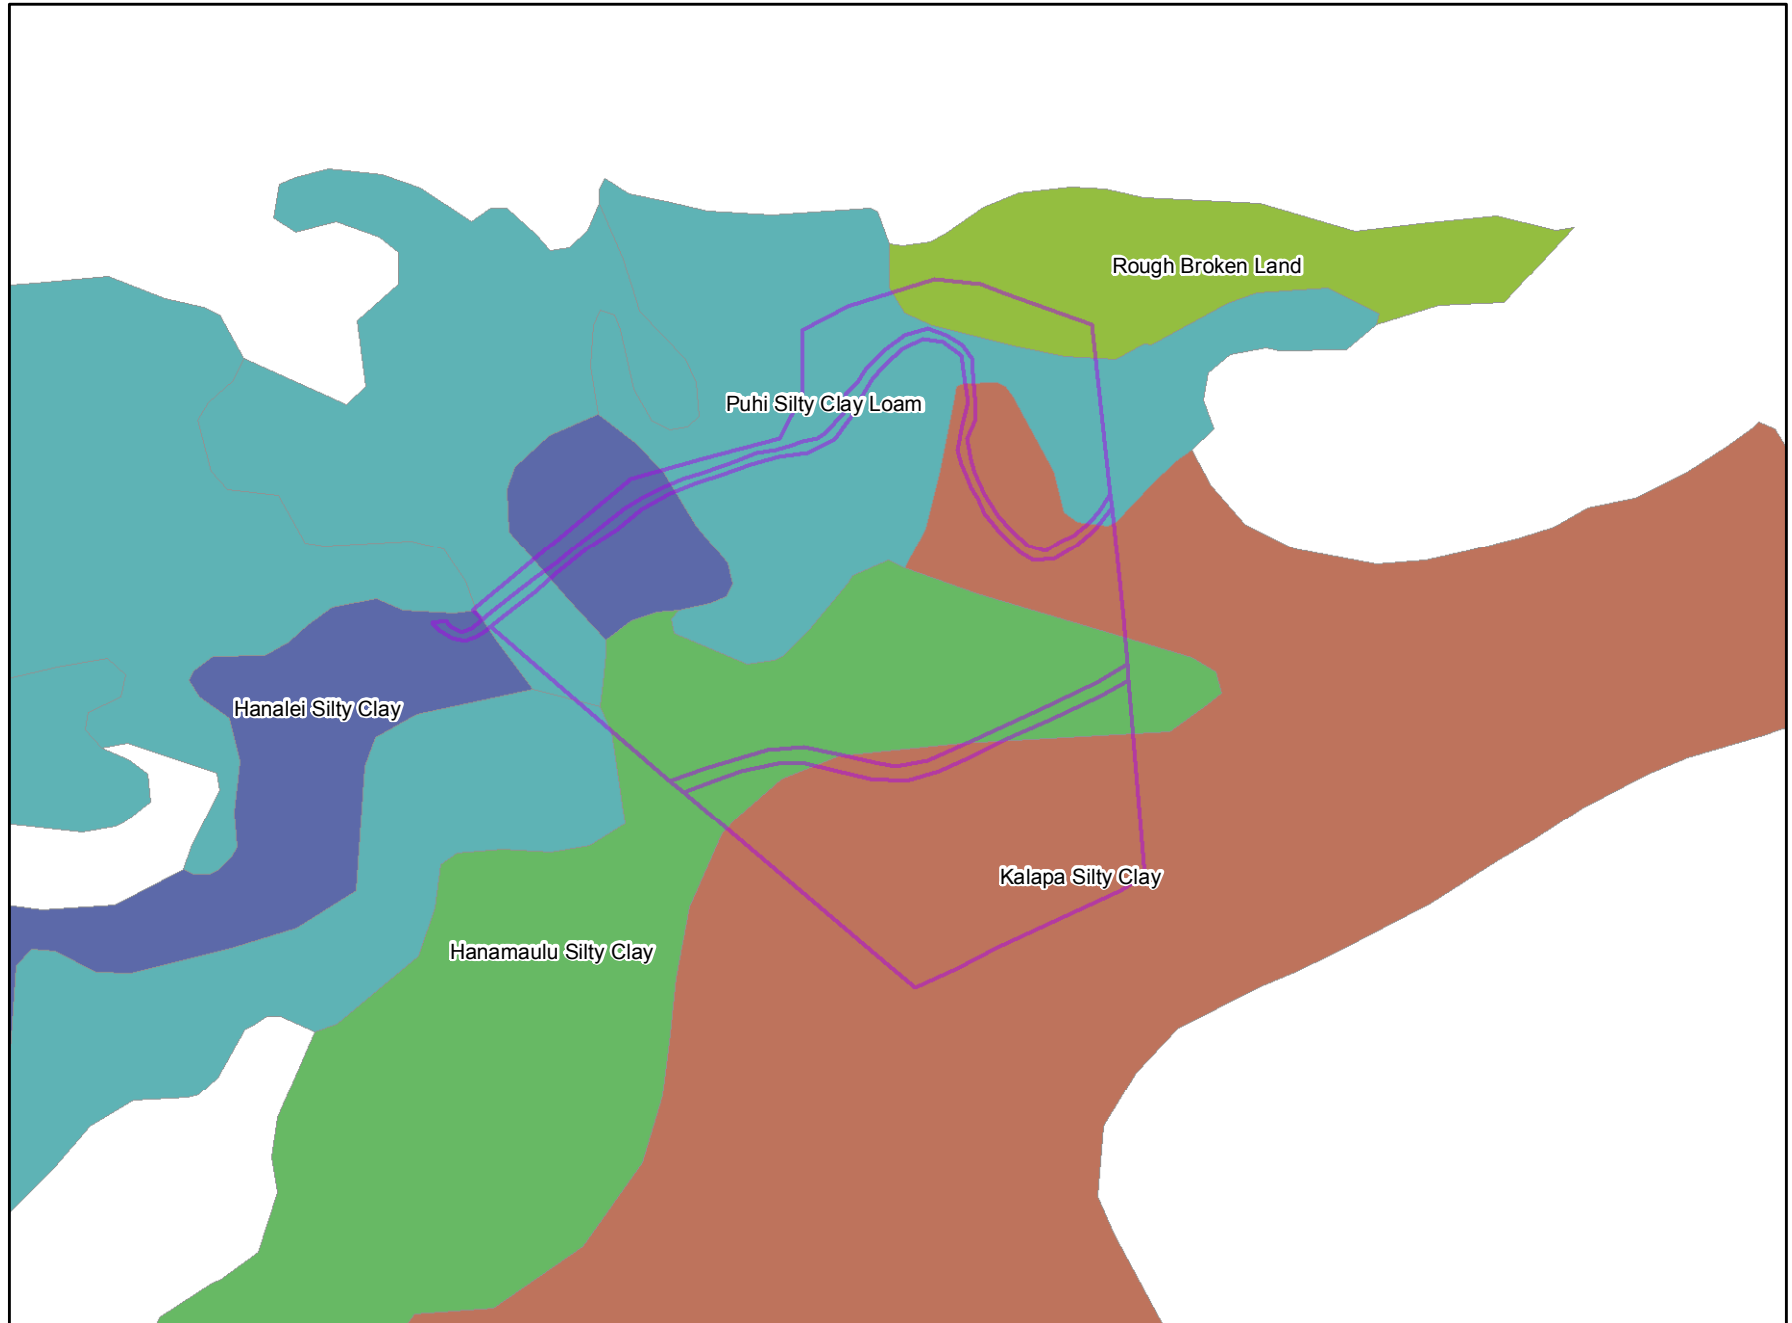 Rough Broken Land
Puhi Silty Clay Loam
Hanalei Silty Clay
Kalapa Silty Clay
Hanamaulu Silty Clay